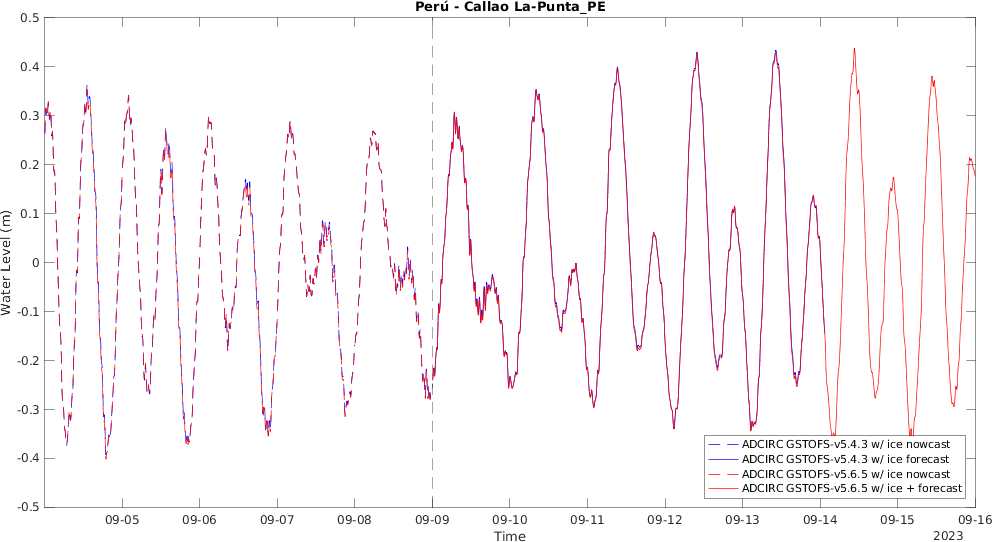 Perú - Callao La-Punta_PE
0.5
0.4
0.3
0.2
0.1
0
-0.1
-0.2
-0.3
-0.4
-0.5
Water Level (m)
ADCIRC GSTOFS-v5.4.3 w/ ice nowcast
ADCIRC GSTOFS-v5.4.3 w/ ice forecast
ADCIRC GSTOFS-v5.6.5 w/ ice nowcast
ADCIRC GSTOFS-v5.6.5 w/ ice + forecast
09-05 09-06 09-07 09-08 09-09 09-10 09-11 09-12 09-13 09-14 09-15 09-16
Time
2023